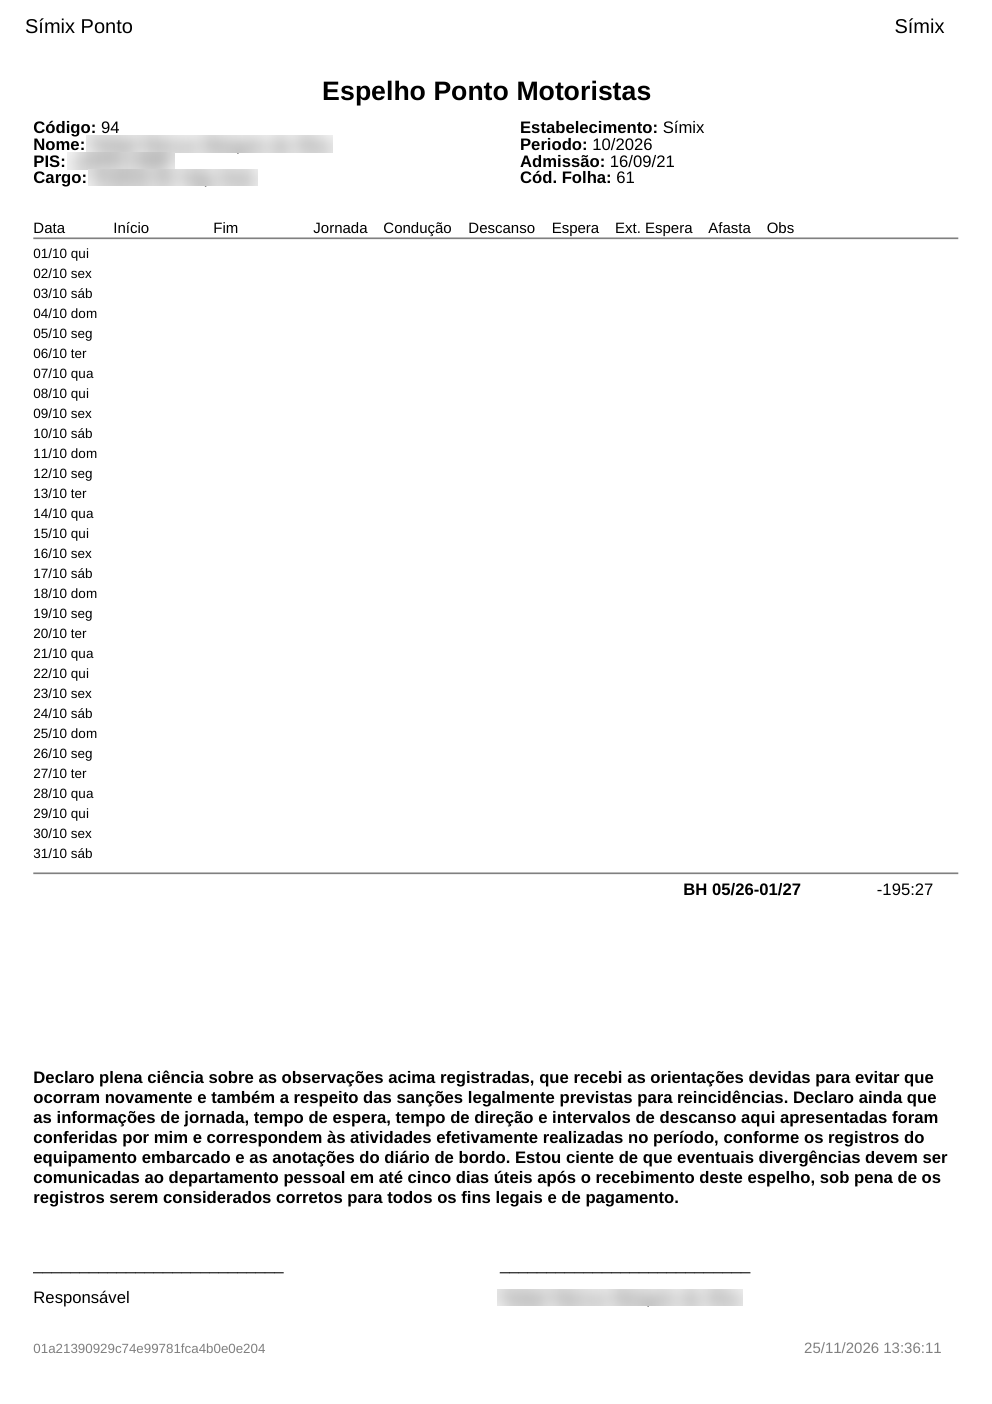 Símix Ponto Símix
Espelho Ponto Motoristas
Código: 94 Estabelecimento: Símix
Nome: Periodo: 10/2026
PIS: Admissão: 16/09/21
Cargo: Cód. Folha: 61
Data Início Fim Jornada Condução Descanso Espera Ext. Espera Afasta Obs
01/10 qui
02/10 sex
03/10 sáb
04/10 dom
05/10 seg
06/10 ter
07/10 qua
08/10 qui
09/10 sex
10/10 sáb
11/10 dom
12/10 seg
13/10 ter
14/10 qua
15/10 qui
16/10 sex
17/10 sáb
18/10 dom
19/10 seg
20/10 ter
21/10 qua
22/10 qui
23/10 sex
24/10 sáb
25/10 dom
26/10 seg
27/10 ter
28/10 qua
29/10 qui
30/10 sex
31/10 sáb
BH 05/26-01/27 -195:27
Declaro plena ciência sobre as observações acima registradas, que recebi as orientações devidas para evitar que
ocorram novamente e também a respeito das sanções legalmente previstas para reincidências. Declaro ainda que
as informações de jornada, tempo de espera, tempo de direção e intervalos de descanso aqui apresentadas foram
conferidas por mim e correspondem às atividades efetivamente realizadas no período, conforme os registros do
equipamento embarcado e as anotações do diário de bordo. Estou ciente de que eventuais divergências devem ser
comunicadas ao departamento pessoal em até cinco dias úteis após o recebimento deste espelho, sob pena de os
registros serem considerados corretos para todos os fins legais e de pagamento.
Responsável
01a21390929c74e99781fca4b0e0e204 25/11/2026 13:36:11